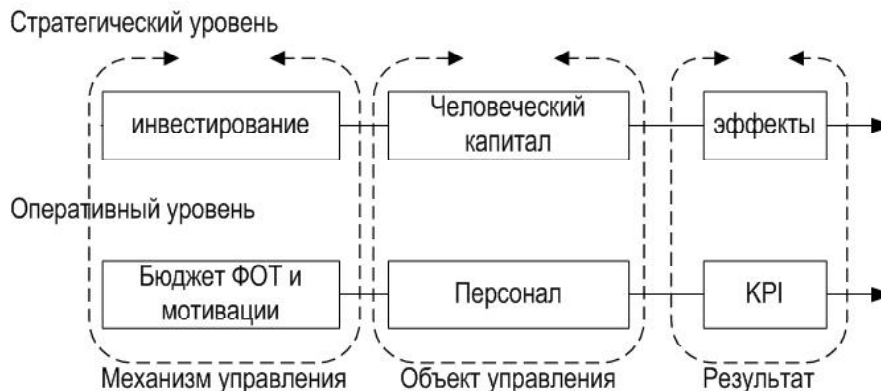 Стратегический уровень
инвестирование
Человеческий
капитал
эффекты
Оперативный уровень
Бюджет ФОТ и
мотивации
Персонал
KPI
Механизм управления
Объект управления
Результат